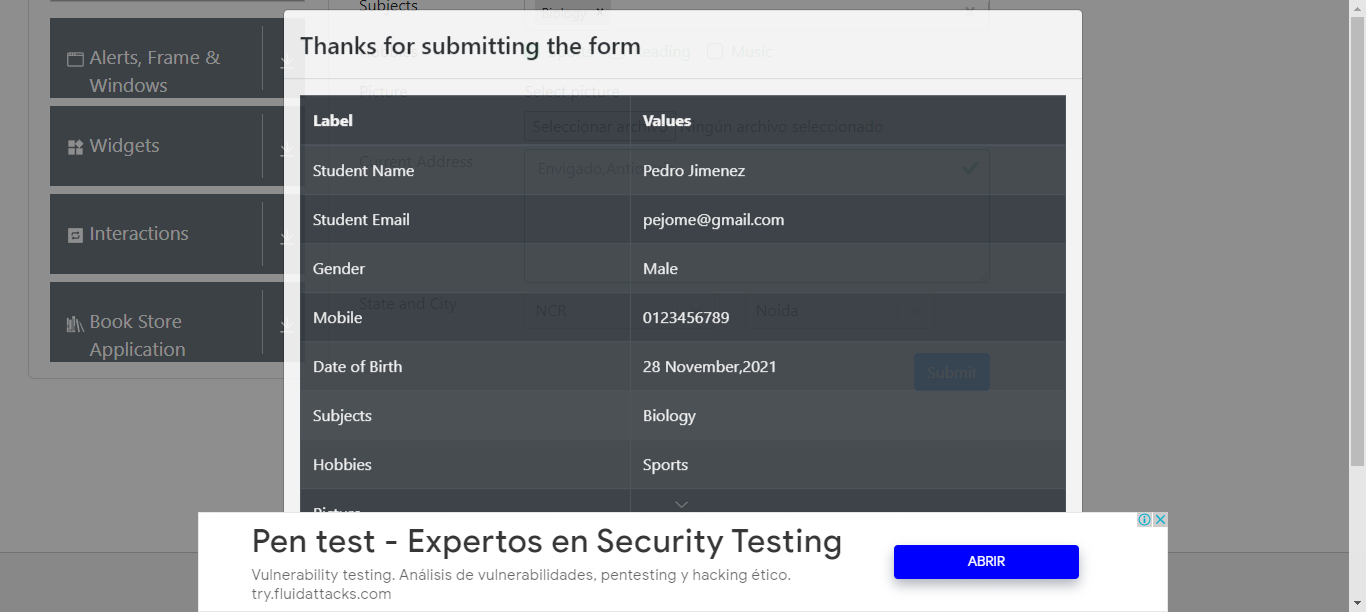 Subjects
Biology ×
Thanks for submitting the form
Reading
Music
Alerts, Frame &
Windows
Picture
Select picture
Label
Values
Seleccionar archivo
Ningún archivo seleccionado
Widgets
Current Address
Student Name
Pedro Jimenez
Student Email
pejome@gmail.com
Interactions
Gender
Male
State and City
NCR
Noida
Mobile
0123456789
Book Store
Application
Date of Birth
28 November,2021
Submit
Subjects
Biology
Hobbies
Sports
Picture
Pen test - Expertos en Security Testing
Vulnerability testing. Análisis de vulnerabilidades, pentesting y hacking ético.
try.fluidattacks.com
ABRIR